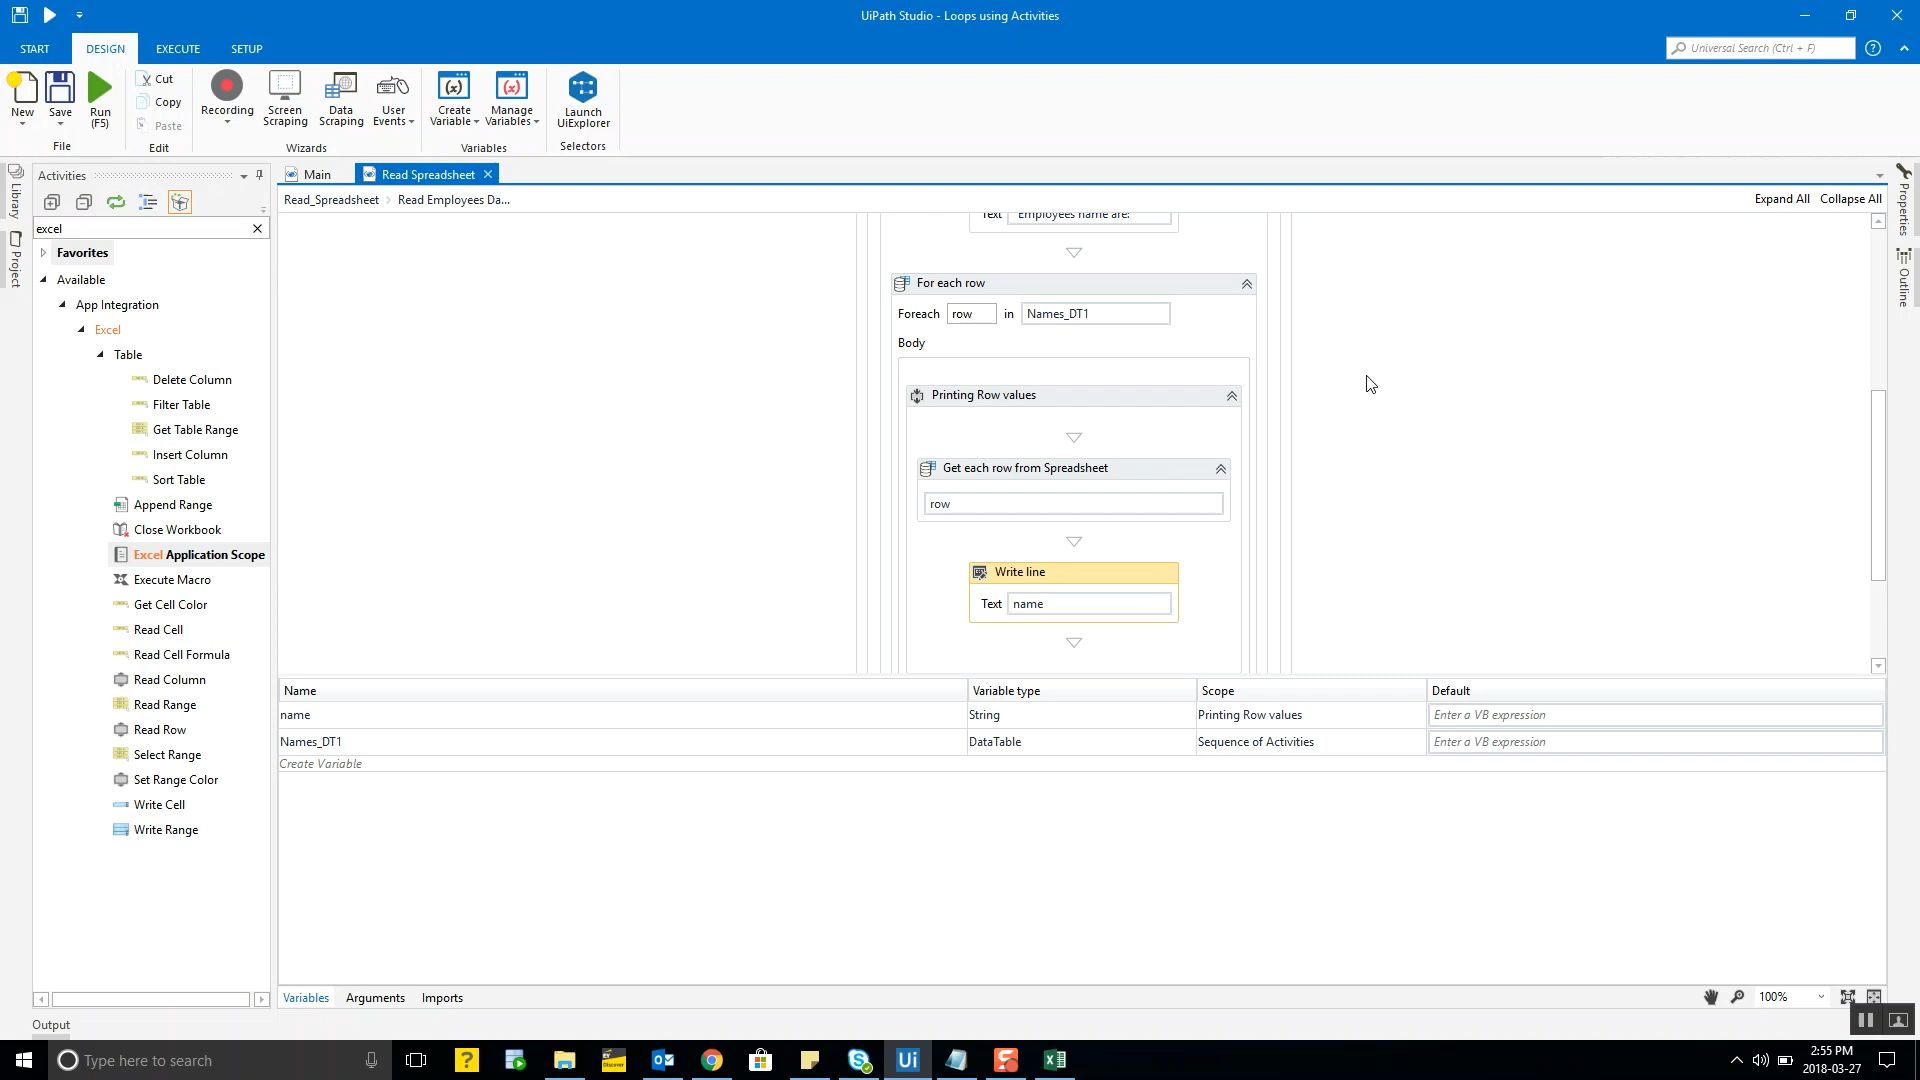 UiPath Studio - Loops using Activities
START DESIGN EXECUTE SETUP
Universal Search (Ctrl + F)
New
Save
Run
(F5)
File
Cut
Copy
Paste
Edit
Recording
Screen
Scraping
Data
Scraping
User
Events
Wizards
Create
Variable
Manage
Variables
Variables
Launch
UiExplorer
Selectors
Library
Project
Activities
excel
Favorites
Available
App Integration
Excel
Table
Delete Column
Filter Table
Get Table Range
Insert Column
Sort Table
Append Range
Close Workbook
Excel Application Scope
Execute Macro
Get Cell Color
Read Cell
Read Cell Formula
Read Column
Read Range
Read Row
Select Range
Set Range Color
Write Cell
Write Range
Main
Read Spreadsheet
Read_Spreadsheet
Read Employees Da...
Expand All Collapse All
Properties
Outline
Text "Employees name are:"
For each row
Foreach row in Names_DT1
Body
Printing Row values
Get each row from Spreadsheet
row
Write line
Text name
Name Variable type Scope Default
name String Printing Row values Enter a VB expression
Names_DT1 DataTable Sequence of Activities Enter a VB expression
Create Variable
Variables Arguments Imports
100%
Output
Type here to search
Ui
2:55 PM
2018-03-27